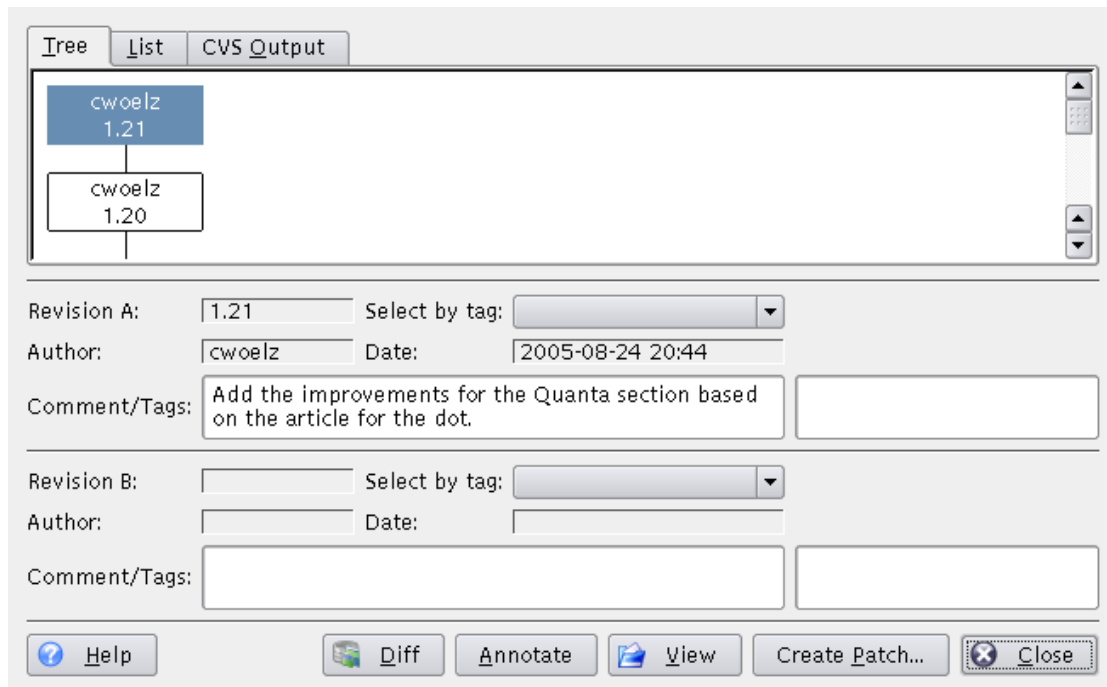 Tree List CVS Output
cwoelz
1.21
cwoelz
1.20
Revision A: 1.21 Select by tag:
Author: cwoelz Date: 2005-08-24 20:44
Comment/Tags: Add the improvements for the Quanta section based
on the article for the dot.
Revision B: Select by tag:
Author: Date:
Comment/Tags:
Help Diff Annotate View Create Patch... Close